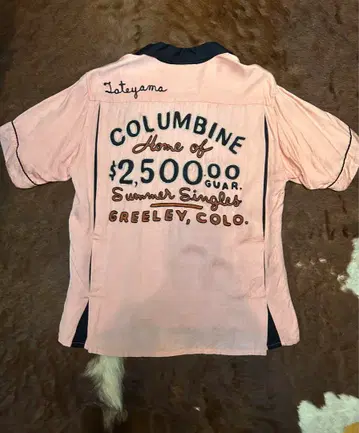 Tateyama
COLUMBINE
Home of
$2,500.00
GUAR.
Summer Singles
GREELEY, COLO.